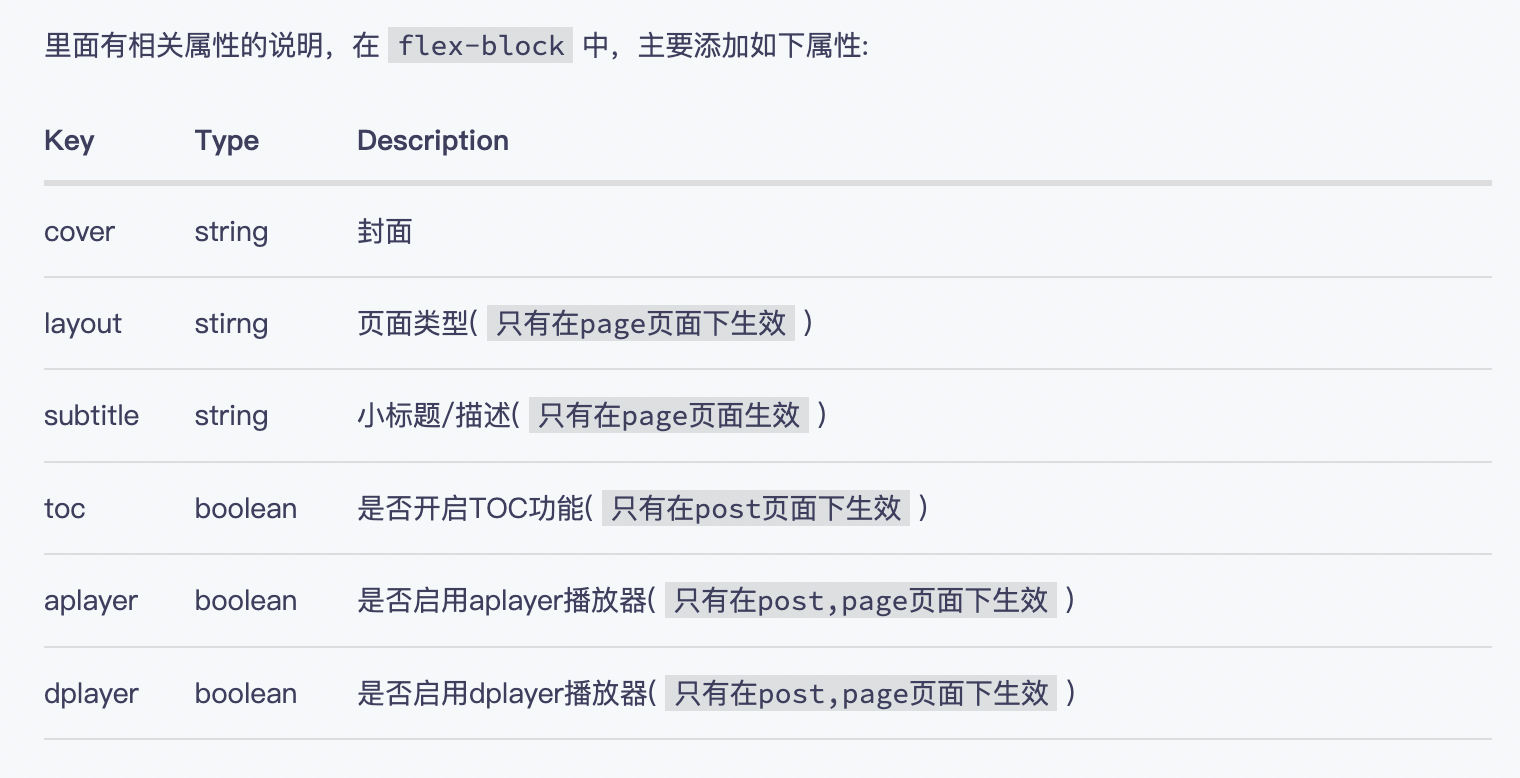 里面有相关属性的说明，在 flex-block 中，主要添加如下属性:
Key Type Description
cover string 封面
layout stirng 页面类型( 只有在page页面下生效 )
subtitle string 小标题/描述( 只有在page页面生效 )
toc boolean 是否开启TOC功能( 只有在post页面下生效 )
aplayer boolean 是否启用aplayer播放器( 只有在post,page页面下生效 )
dplayer boolean 是否启用dplayer播放器( 只有在post,page页面下生效 )